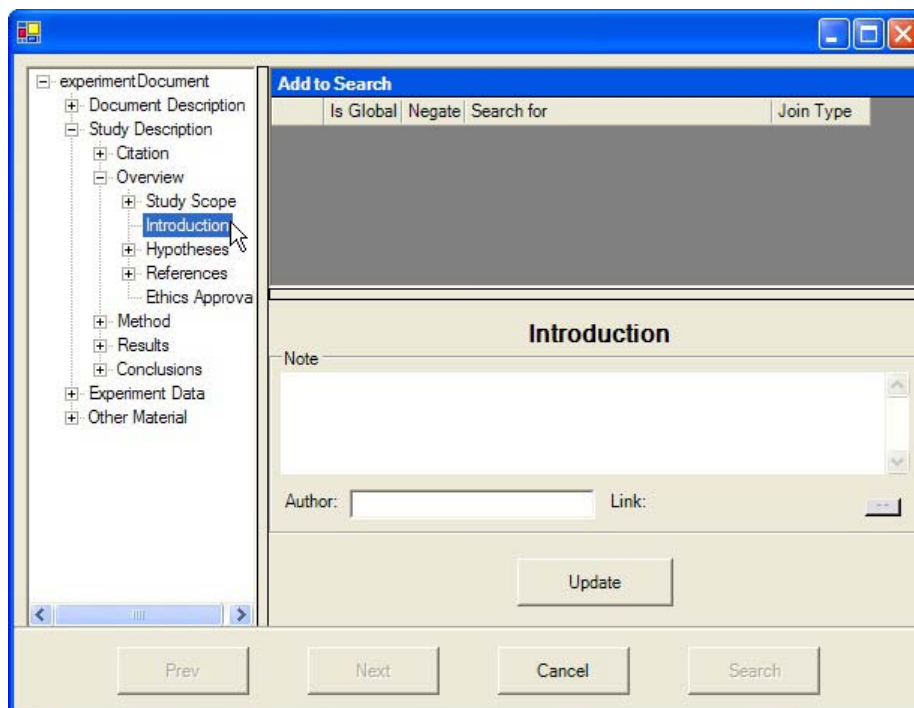 experimentDocument
Document Description
Study Description
Citation
Overview
Study Scope
Introduction
Hypotheses
References
Ethics Approva
Method
Results
Conclusions
Experiment Data
Other Material
Add to Search
Is Global Negate Search for Join Type
Introduction
Note
Author: Link:
...
Update
Prev Next Cancel Search